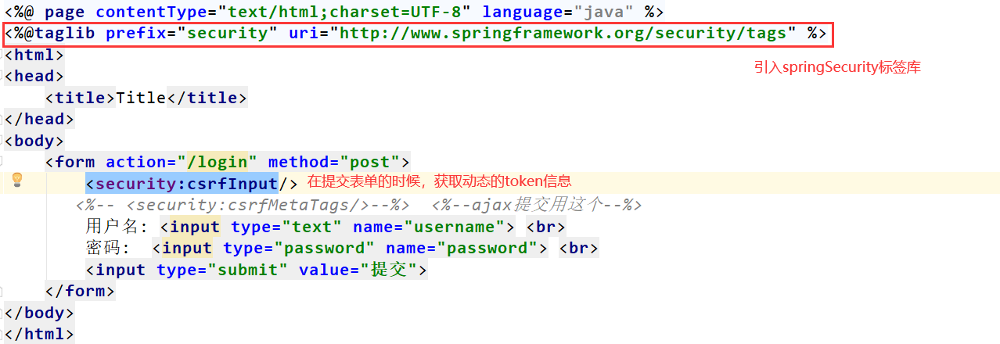 <%@ page contentType="text/html;charset=UTF-8" language="java" %>
<%@taglib prefix="security" uri="http://www.springframework.org/security/tags" %>
<html>
引入springSecurity标签库
<head>
<title>Title</title>
</head>
<body>
<form action="/login" method="post">
<security:csrfInput/> 在提交表单的时候，获取动态的token信息
<%-- <security:csrfMetaTags/>--%> <%--ajax提交用这个--%>
用户名: <input type="text" name="username"> <br>
密码: <input type="password" name="password"> <br>
<input type="submit" value="提交">
</form>
</body>
</html>